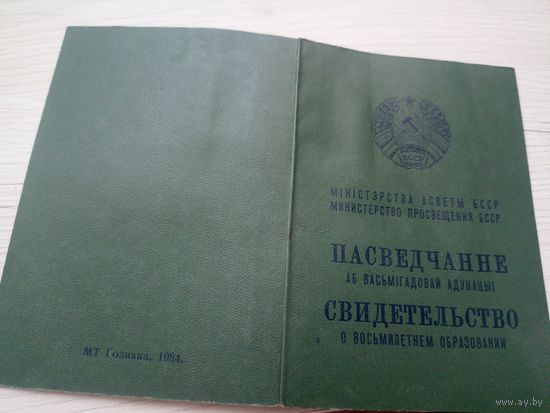 БССР
МІНІСТЭРСТВА АСВЕТЫ БССР
МИНИСТЕРСТВО ПРОСВЕЩЕНИЯ БССР
ПАСВЕДЧАННЕ
АБ ВАСЬМІГАДОВАЙ АДУКАЦЫІ
СВИДЕТЕЛЬСТВО
О ВОСЬМИЛЕТНЕМ ОБРАЗОВАНИИ
МТ Гознака. 1984.
www.ay.by